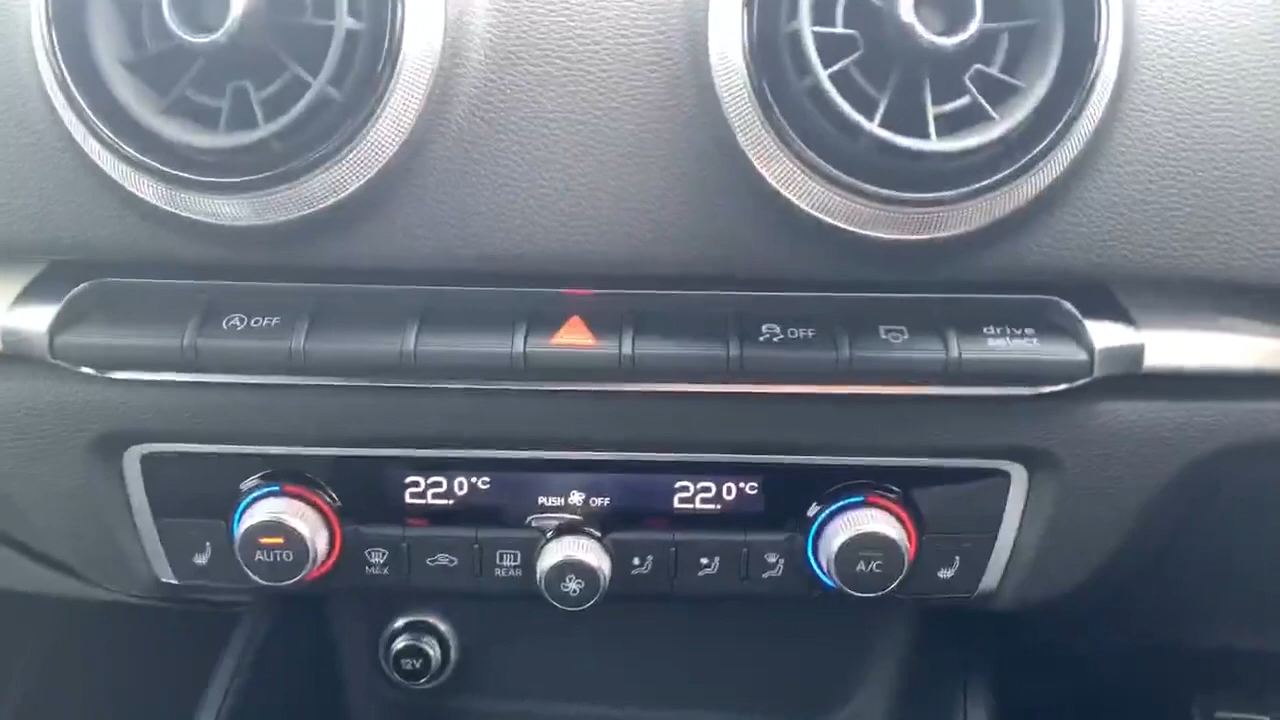 A OFF
OFF
drive
select
22.0°C
PUSH OFF
22.0°C
AUTO
MAX
REAR
A/C
12V